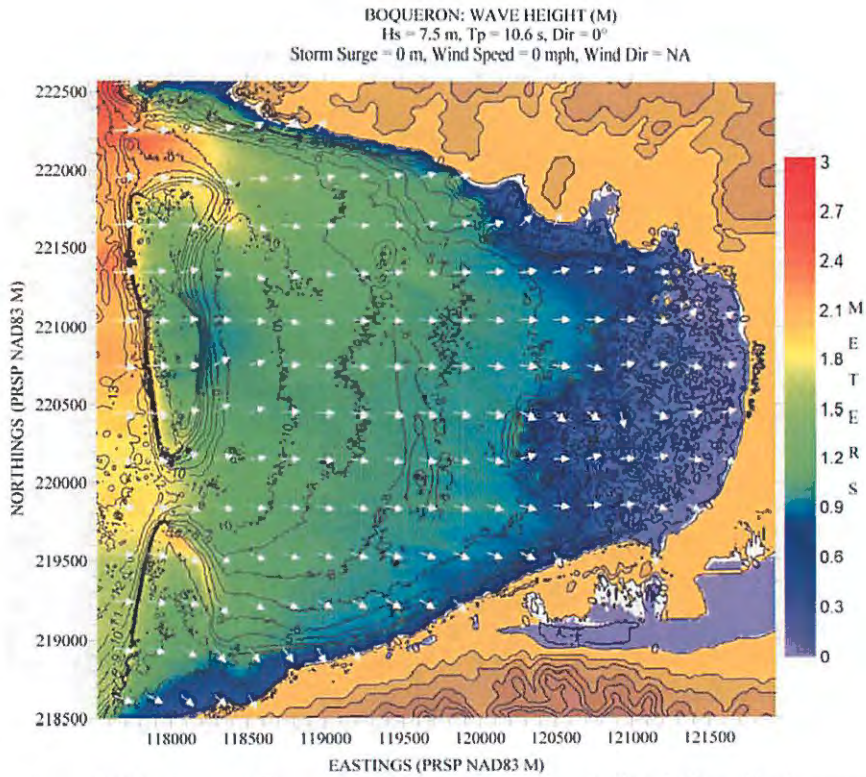 BOQUERON: WAVE HEIGHT (M)
Hs = 7.5 m, Tp = 10.6 s, Dir = 0°
Storm Surge = 0 m, Wind Speed = 0 mph, Wind Dir = NA
222500
222000
221500
221000
220500
220000
219500
219000
218500
NORTHINGS (PRSP NAD83 M)
118000 118500 119000 119500 120000 120500 121000 121500
EASTINGS (PRSP NAD83 M)
3
2.7
2.4
2.1
1.8
1.5
1.2
0.9
0.6
0.3
0
METERS